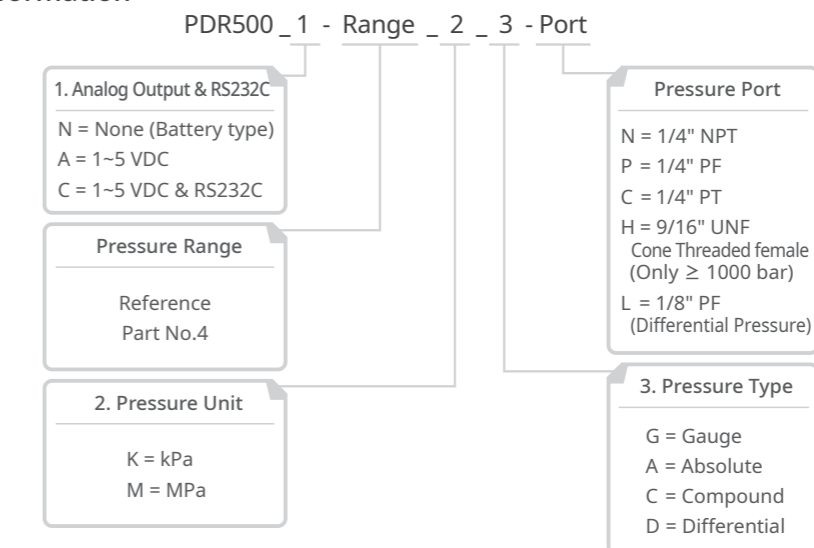 PDR500 _ 1 - Range _ 2 _ 3 - Port
1. Analog Output & RS232C
N = None (Battery type)
A = 1~5 VDC
C = 1~5 VDC & RS232C
Pressure Range
Reference
Part No.4
2. Pressure Unit
K = kPa
M = MPa
Pressure Port
N = 1/4" NPT
P = 1/4" PF
C = 1/4" PT
H = 9/16" UNF
Cone Threaded female
(Only ≥ 1000 bar)
L = 1/8" PF
(Differential Pressure)
3. Pressure Type
G = Gauge
A = Absolute
C = Compound
D = Differential